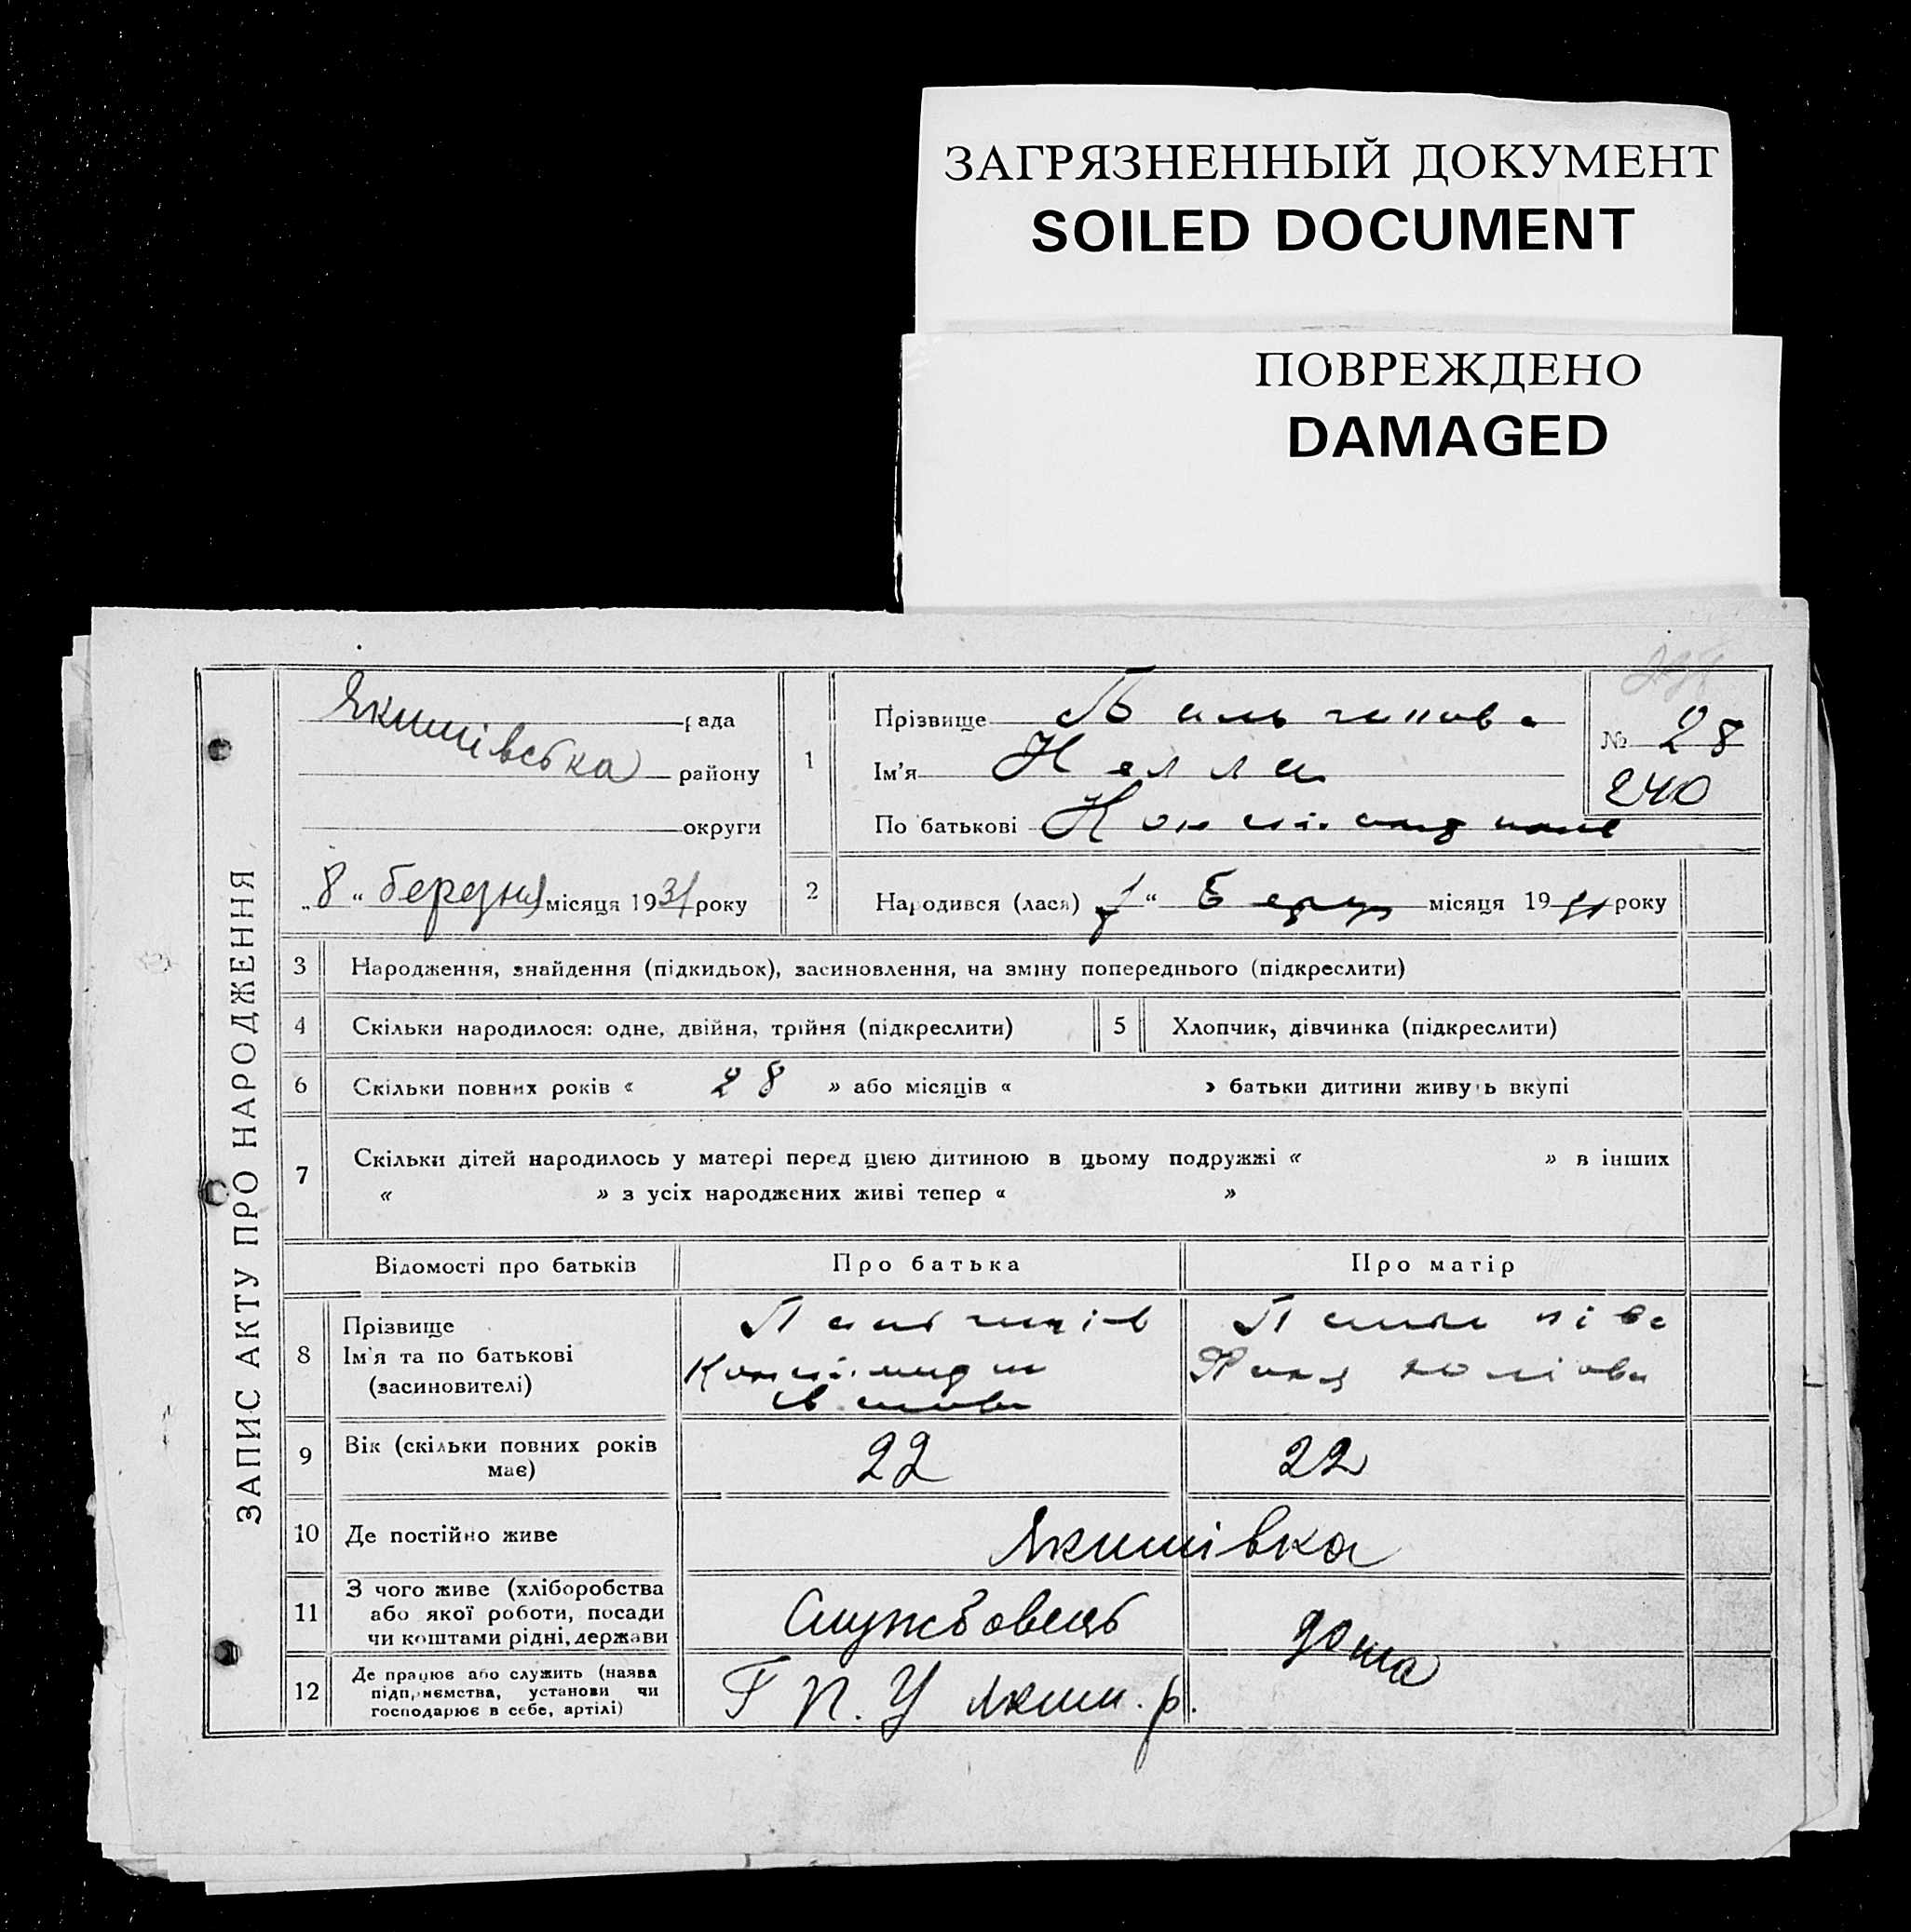 ЗАГРЯЗНЕННЫЙ ДОКУМЕНТ
SOILED DOCUMENT
ПОВРЕЖДЕНО
DAMAGED
ЗАПИС АКТУ ПРО НАРОДЖЕННЯ
Якимівська рада
району
округи
„8“ березня місяця 1931 року
1
Прізвище
Ім'я Нелла
По батькові
№ 28
240
2 Народився (лася) місяця 19 року
3 Народження, знайдення (підкидьок), засиновлення, на зміну попереднього (підкреслити)
4 Скільки народилося: одне, двійня, трійня (підкреслити)
5 Хлопчик, дівчинка (підкреслити)
6 Скільки повних років « 28 » або місяців « » батьки дитини живуть вкупі
7 Скільки дітей народилось у матері перед цією дитиною в цьому подружжі « » в інших
« » з усіх народжених живі тепер « »
Відомості про батьків Про батька Про матір
8 Прізвище
Ім'я та по батькові
(засиновителі)
9 Вік (скільки повних років має) 22 22
10 Де постійно живе Якимівка
11 З чого живе (хліборобства
або якої роботи, посади
чи коштами рідні, держави
Службовець дома
12 Де працює або служить (назва
підприємства, установи чи
господарює в себе, артілі)
Г П. У Яким. р.